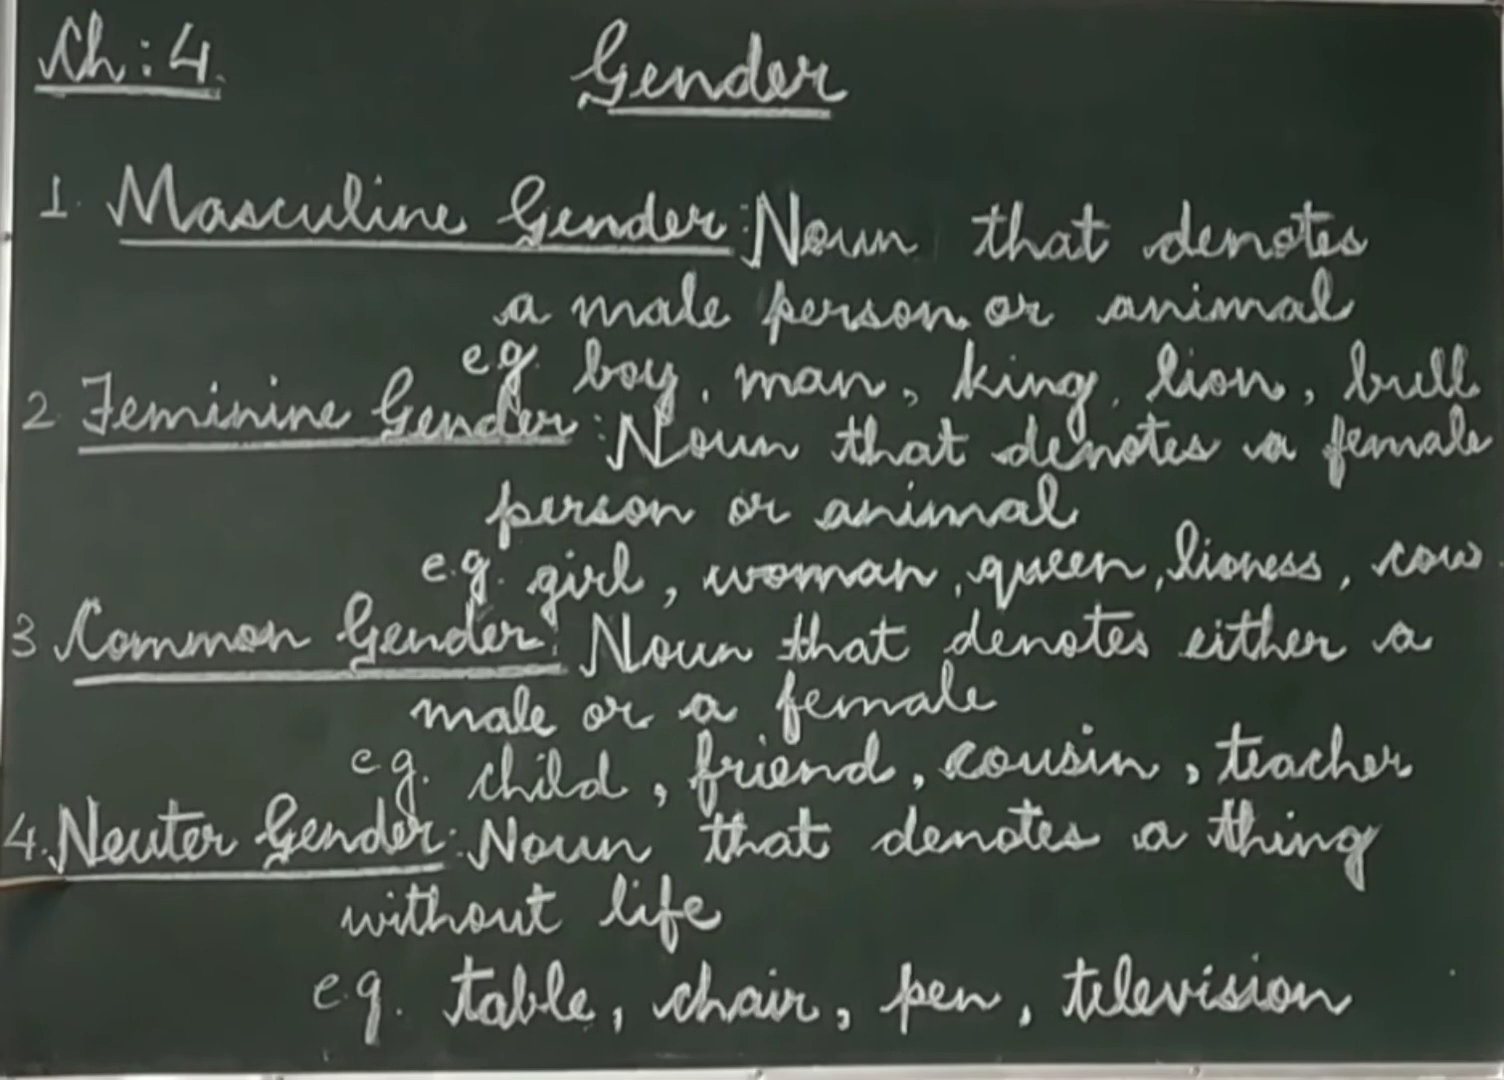 Ch: 4.
Gender
1. Masculine Gender: Noun that denotes
a male person or animal
e.g. boy, man, king, lion, bull
2. Feminine Gender: Noun that denotes a female
person or animal
e.g. girl, woman, queen, lioness, cow
3 Common Gender: Noun that denotes either a
male or a female
e.g. child, friend, cousin, teacher
4. Neuter Gender: Noun that denotes a thing
without life
e.g. table, chair, pen, television